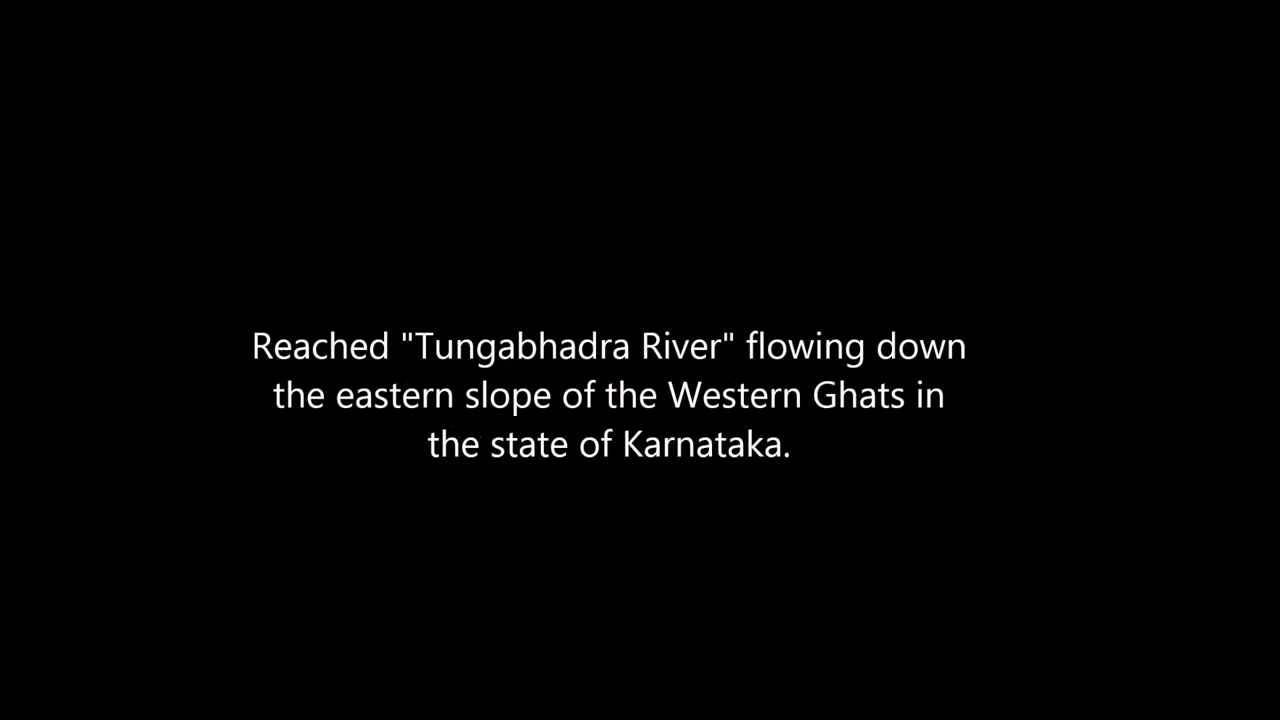 Reached "Tungabhadra River" flowing down
the eastern slope of the Western Ghats in
the state of Karnataka.